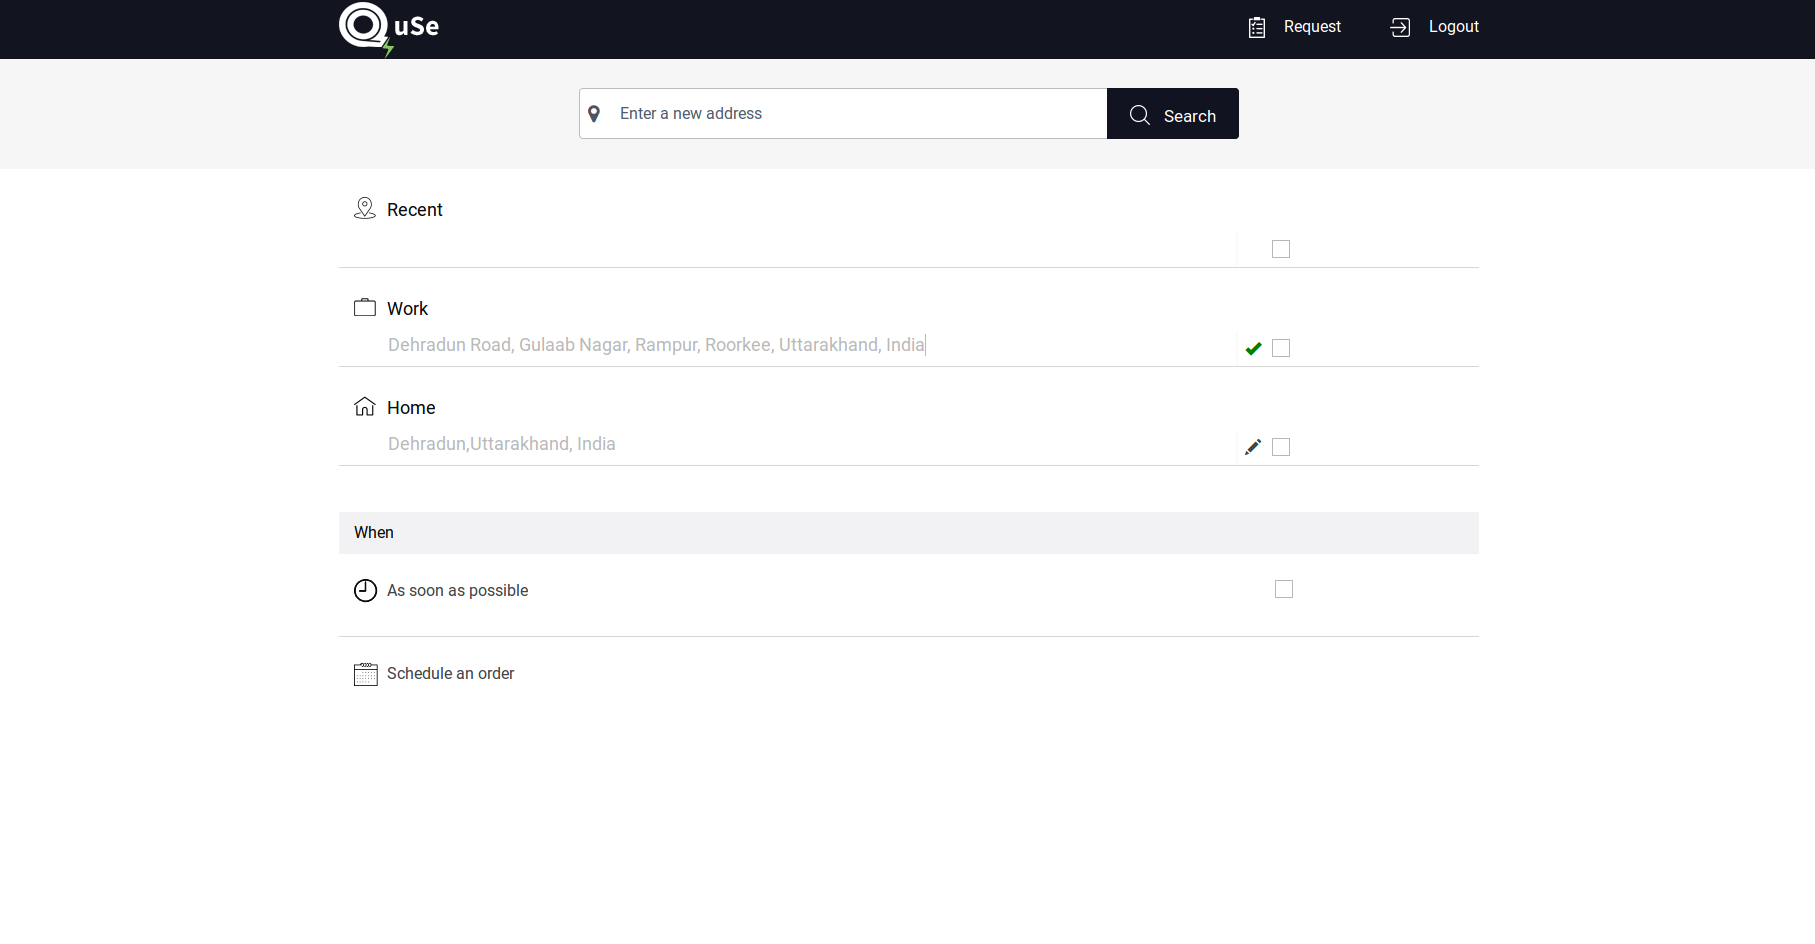 QuSe
Request
Logout
Enter a new address
Search
Recent
Work
Dehradun Road, Gulaab Nagar, Rampur, Roorkee, Uttarakhand, India
Home
Dehradun,Uttarakhand, India
When
As soon as possible
Schedule an order